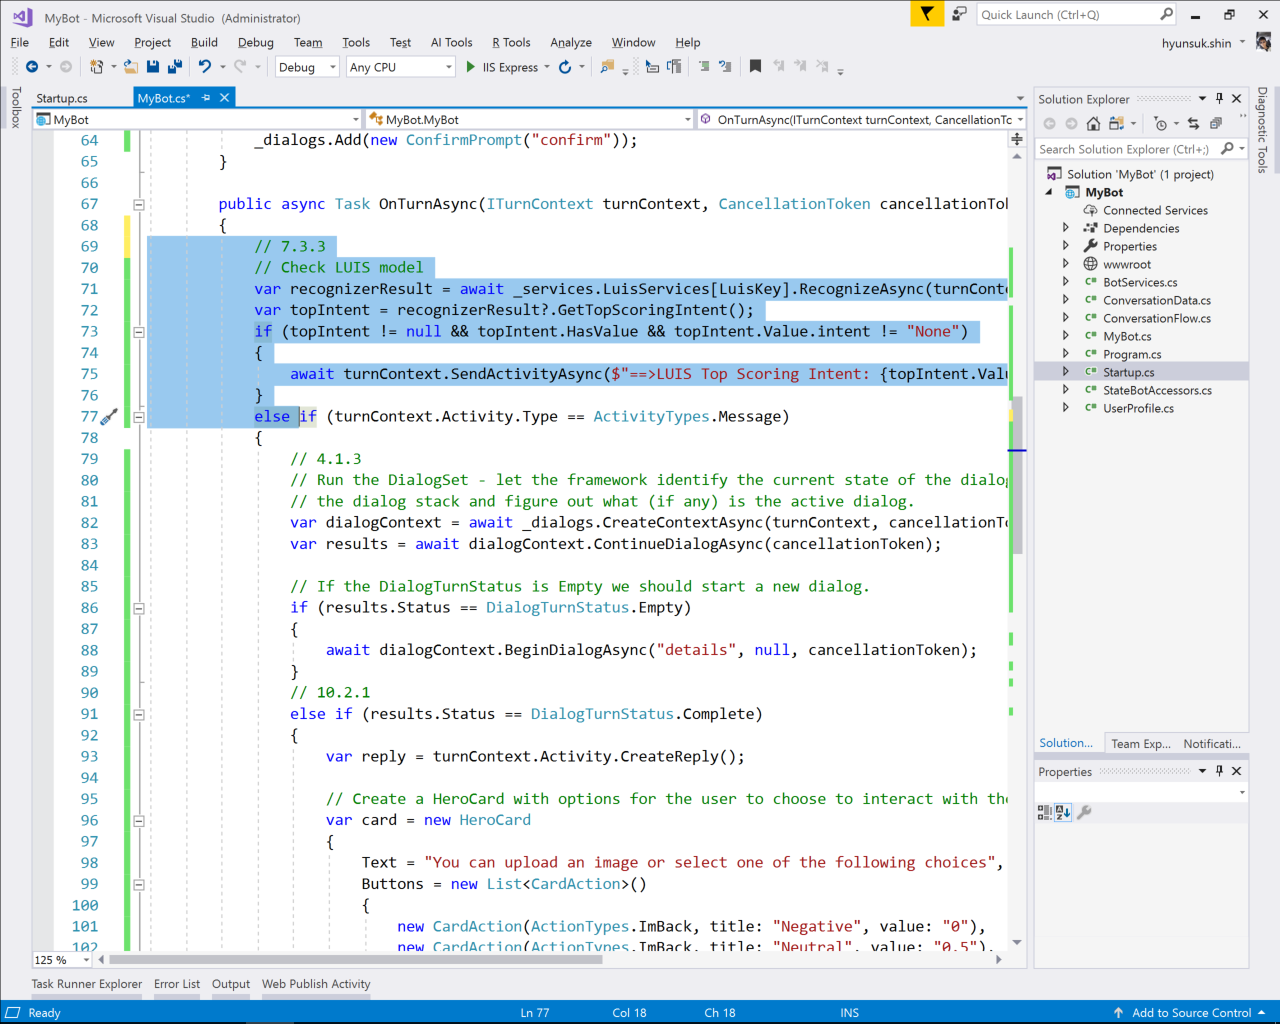 MyBot - Microsoft Visual Studio (Administrator)
Quick Launch (Ctrl+Q)
File Edit View Project Build Debug Team Tools Test AI Tools R Tools Analyze Window Help
hyunsuk.shin
Debug Any CPU IIS Express
Toolbox
Startup.cs MyBot.cs*
MyBot MyBot.MyBot OnTurnAsync(ITurnContext turnContext, CancellationTc
64 _dialogs.Add(new ConfirmPrompt("confirm"));
65 }
66
67 public async Task OnTurnAsync(ITurnContext turnContext, CancellationToken cancellationTo
68 {
69 // 7.3.3
70 // Check LUIS model
71 var recognizerResult = await _services.LuisServices[LuisKey].RecognizeAsync(turnConte
72 var topIntent = recognizerResult?.GetTopScoringIntent();
73 if (topIntent != null && topIntent.HasValue && topIntent.Value.intent != "None")
74 {
75 await turnContext.SendActivityAsync($"==>LUIS Top Scoring Intent: {topIntent.Valu
76 }
77 else if (turnContext.Activity.Type == ActivityTypes.Message)
78 {
79 // 4.1.3
80 // Run the DialogSet - let the framework identify the current state of the dialog
81 // the dialog stack and figure out what (if any) is the active dialog.
82 var dialogContext = await _dialogs.CreateContextAsync(turnContext, cancellationTo
83 var results = await dialogContext.ContinueDialogAsync(cancellationToken);
84
85 // If the DialogTurnStatus is Empty we should start a new dialog.
86 if (results.Status == DialogTurnStatus.Empty)
87 {
88 await dialogContext.BeginDialogAsync("details", null, cancellationToken);
89 }
90 // 10.2.1
91 else if (results.Status == DialogTurnStatus.Complete)
92 {
93 var reply = turnContext.Activity.CreateReply();
94
95 // Create a HeroCard with options for the user to choose to interact with the
96 var card = new HeroCard
97 {
98 Text = "You can upload an image or select one of the following choices",
99 Buttons = new List<CardAction>()
100 {
101 new CardAction(ActionTypes.ImBack, title: "Negative", value: "0"),
102 new CardAction(ActionTypes.ImBack, title: "Neutral", value: "0.5"),
125 %
Solution Explorer
Search Solution Explorer (Ctrl+;)
Solution 'MyBot' (1 project)
MyBot
Connected Services
Dependencies
Properties
wwwroot
BotServices.cs
ConversationData.cs
ConversationFlow.cs
MyBot.cs
Program.cs
Startup.cs
StateBotAccessors.cs
UserProfile.cs
Solution... Team Exp... Notificati...
Properties
Diagnostic Tools
Task Runner Explorer Error List Output Web Publish Activity
Ready Ln 77 Col 18 Ch 18 INS Add to Source Control